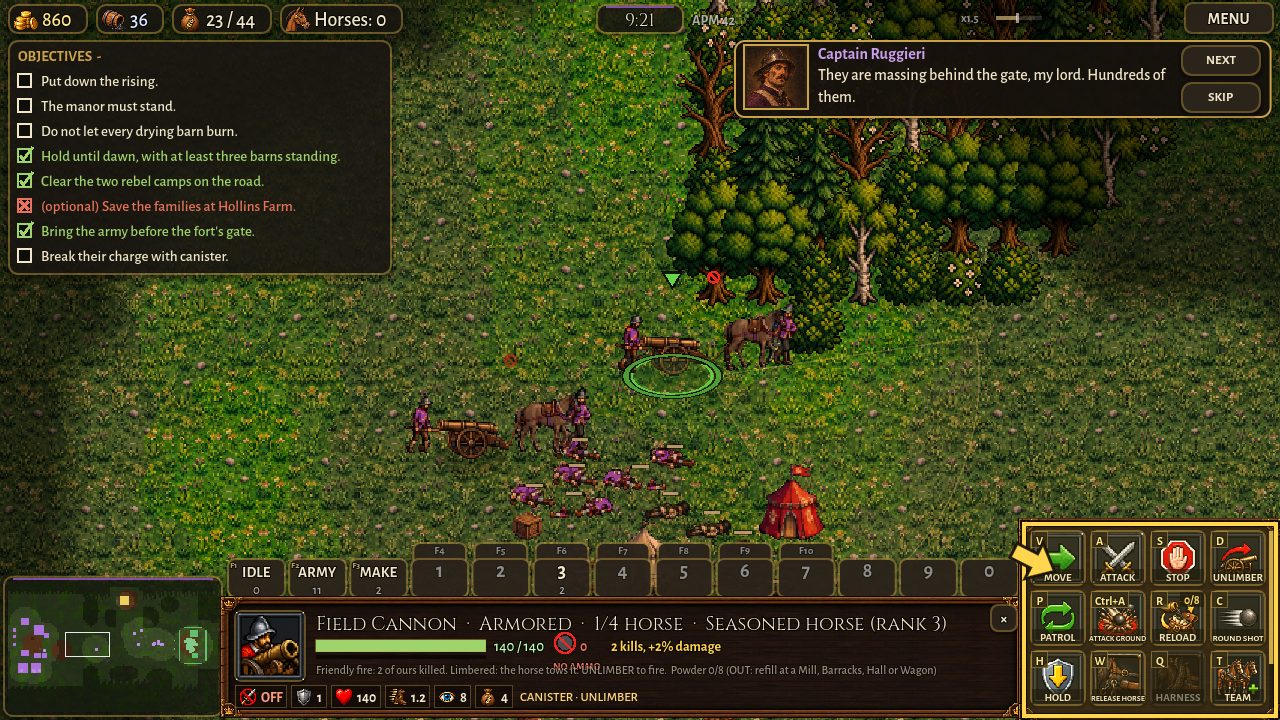 860
36
23 / 44
Horses: 0
9:21
APM 42
x1.5
MENU
OBJECTIVES -
Put down the rising.
The manor must stand.
Do not let every drying barn burn.
Hold until dawn, with at least three barns standing.
Clear the two rebel camps on the road.
(optional) Save the families at Hollins Farm.
Bring the army before the fort's gate.
Break their charge with canister.
Captain Ruggieri
They are massing behind the gate, my lord. Hundreds of
them.
NEXT
SKIP
F4 F5 F6 F7 F8 F9 F10
F1 IDLE 0
F2 ARMY 11
MAKE 2
1 2 3 4 5 6 7 8 9 0
2
Field Cannon · Armored · 1/4 horse · Seasoned horse (rank 3)
140 / 140
0
NO AMMO
2 kills, +2% damage
Friendly fire: 2 of ours killed. Limbered: the horse tows it. UNLIMBER to fire. Powder 0/8 (OUT: refill at a Mill, Barracks, Hall or Wagon)
OFF
1
140
1.2
8
4
CANISTER · UNLIMBER
×
V MOVE
A ATTACK
S STOP
D UNLIMBER
P PATROL
Ctrl+A ATTACK GROUND
R 0/8 RELOAD
C ROUND SHOT
H HOLD
W RELEASE HORSE
Q HARNESS
T TEAM